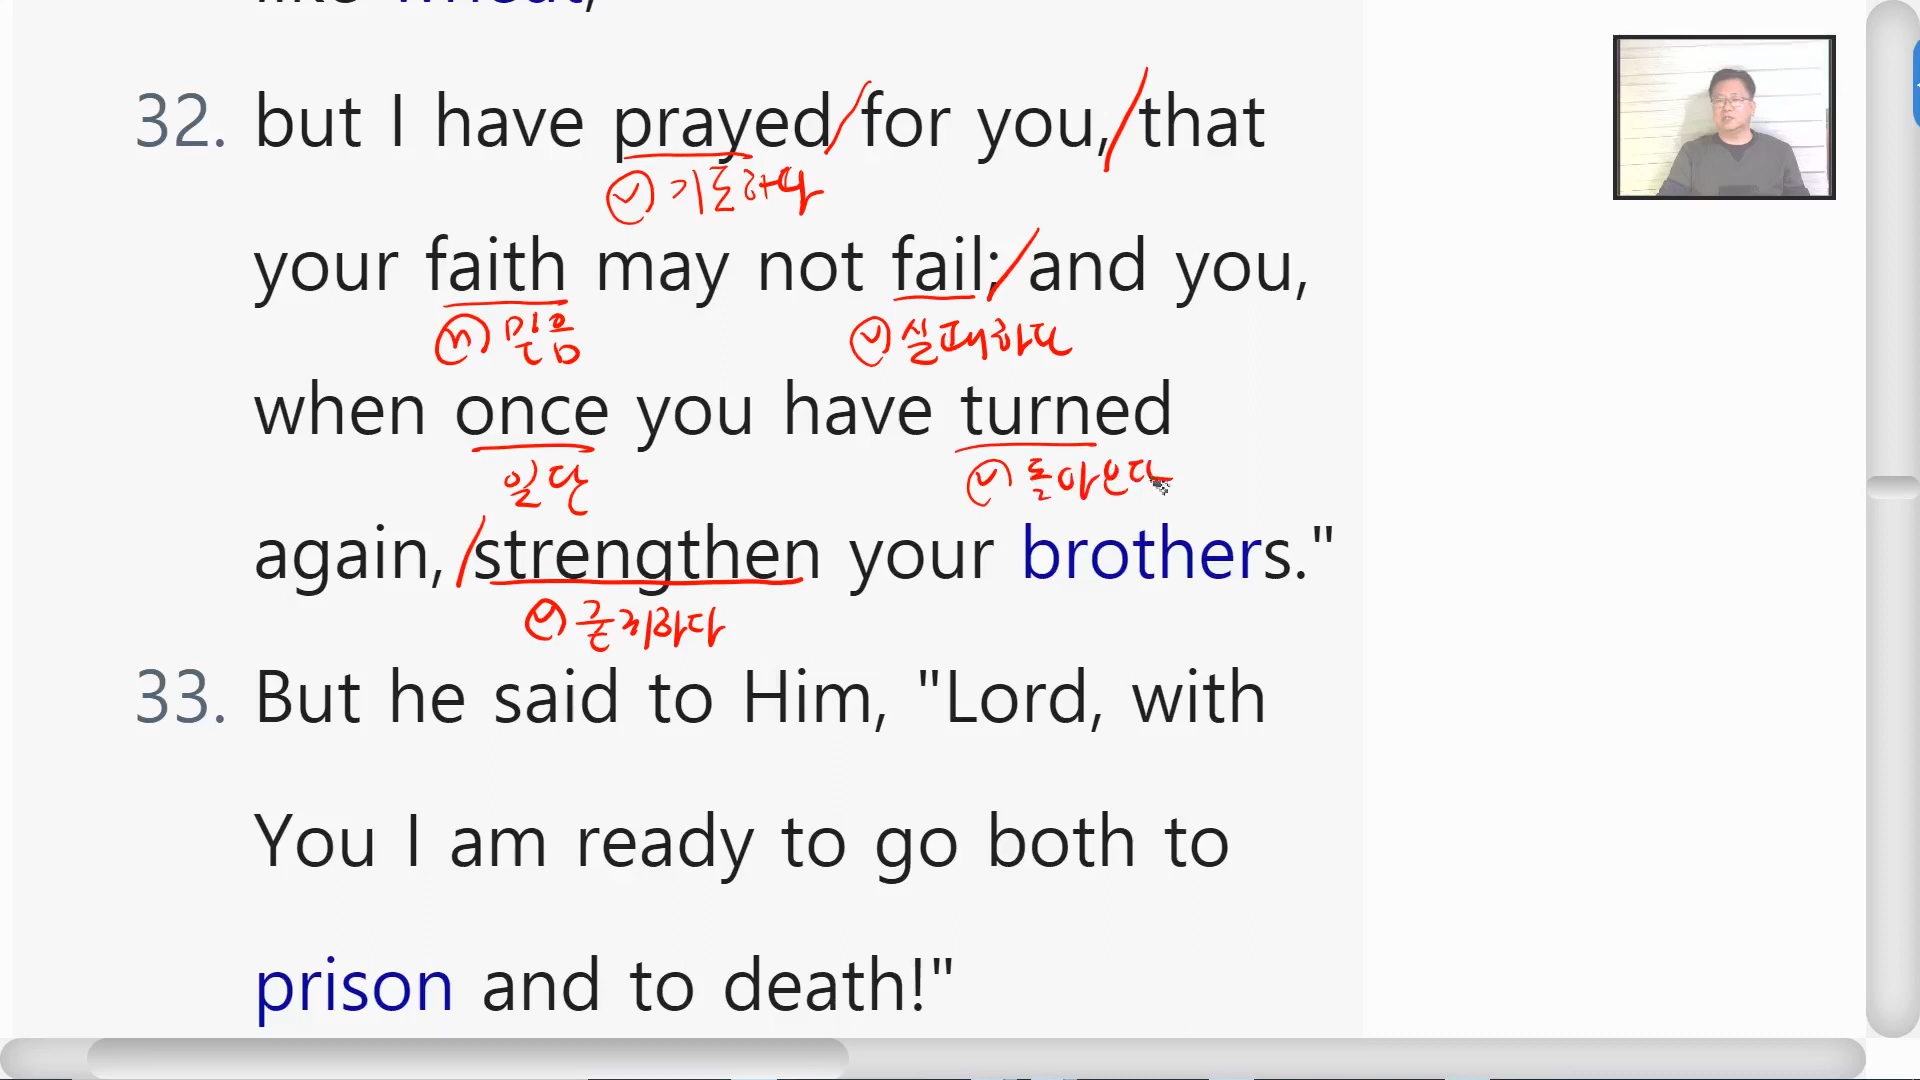 like wheat,
32. but I have prayed / for you, / that
ⓥ 기도하다
your faith may not fail; / and you,
ⓝ 믿음 ⓥ 실패하다
when once you have turned
일단 ⓥ 돌아온다
again, / strengthen your brothers."
ⓥ 굳게하다
33. But he said to Him, "Lord, with
You I am ready to go both to
prison and to death!"